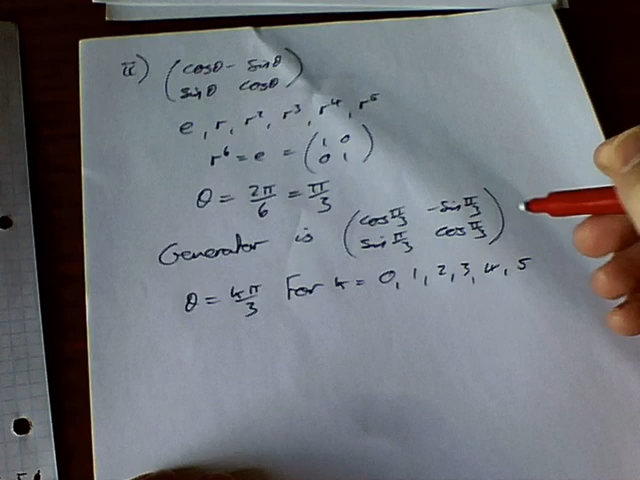 ii) (cosθ - sinθ
sinθ cosθ)
e, r, r², r³, r⁴, r⁵
r⁶ = e = (1 0
0 1)
θ = 2π/6 = π/3
Generator is (cos π/3 -sin π/3
sin π/3 cos π/3)
θ = kπ/3 For k = 0, 1, 2, 3, 4, 5